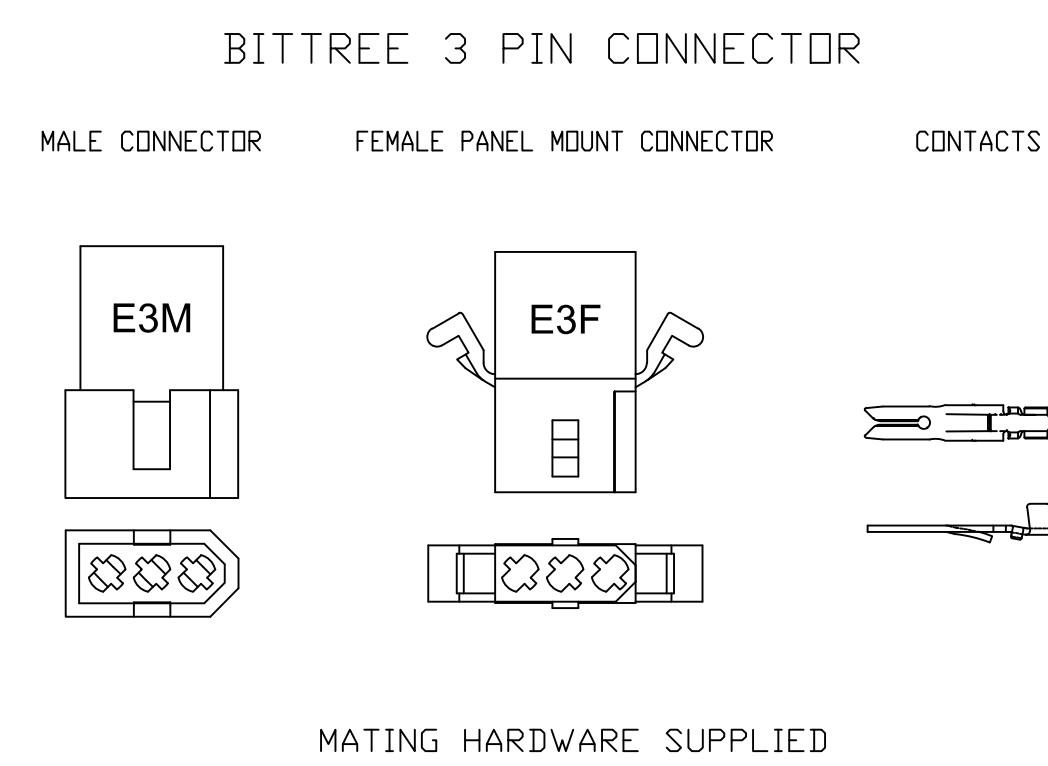 BITTREE 3 PIN CONNECTOR
MALE CONNECTOR
FEMALE PANEL MOUNT CONNECTOR
CONTACTS
E3M
E3F
MATING HARDWARE SUPPLIED